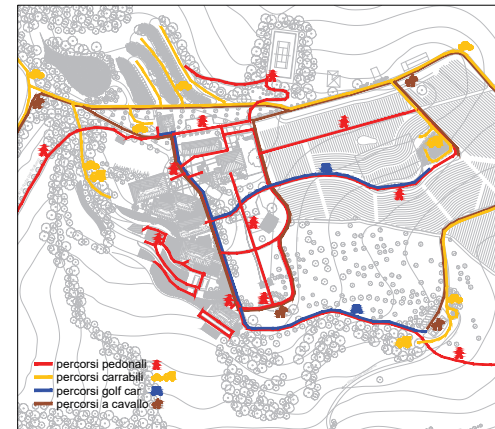 percorsi pedonali
percorsi carrabili
percorsi golf car
percorsi a cavallo